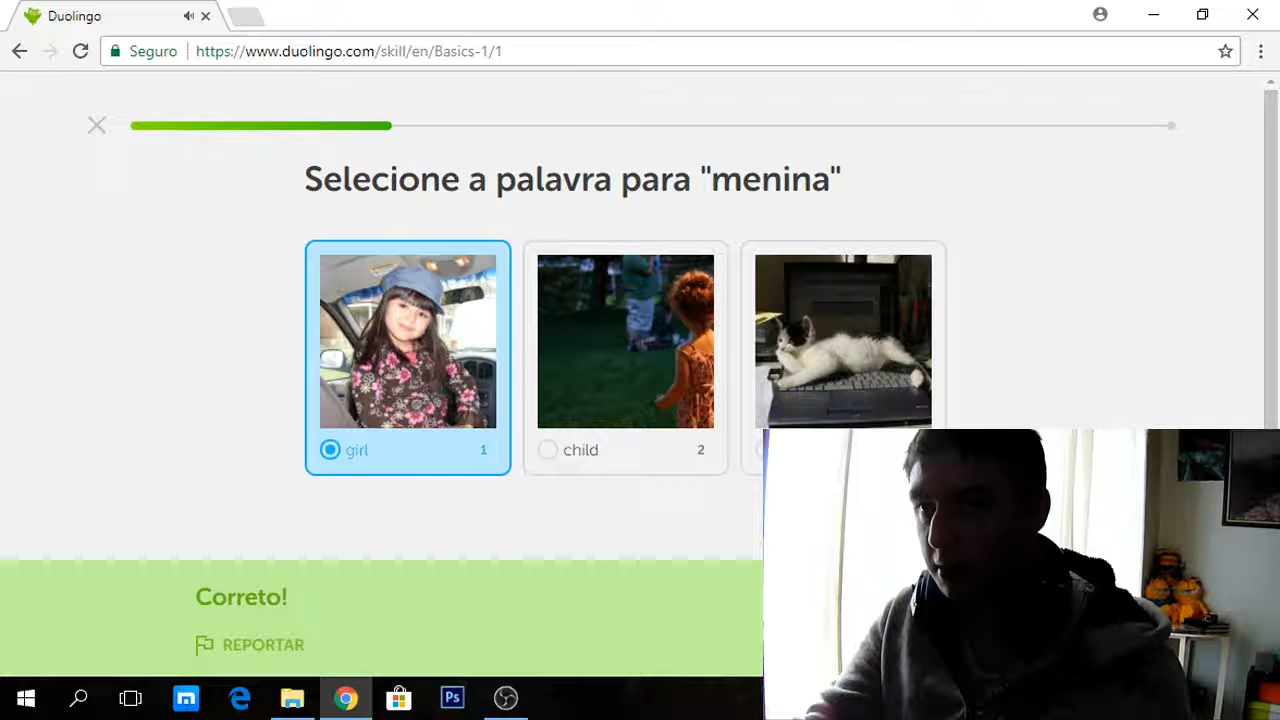 Duolingo
Seguro
https://www.duolingo.com/skill/en/Basics-1/1
Selecione a palavra para "menina"
girl 1
child 2
Correto!
REPORTAR
Ps